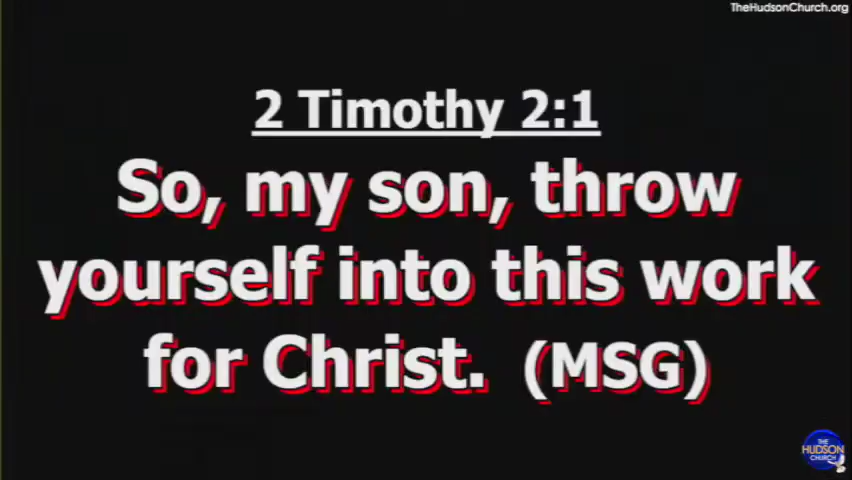 TheHudsonChurch.org
2 Timothy 2:1
So, my son, throw
yourself into this work
for Christ. (MSG)
THE
HUDSON
CHURCH